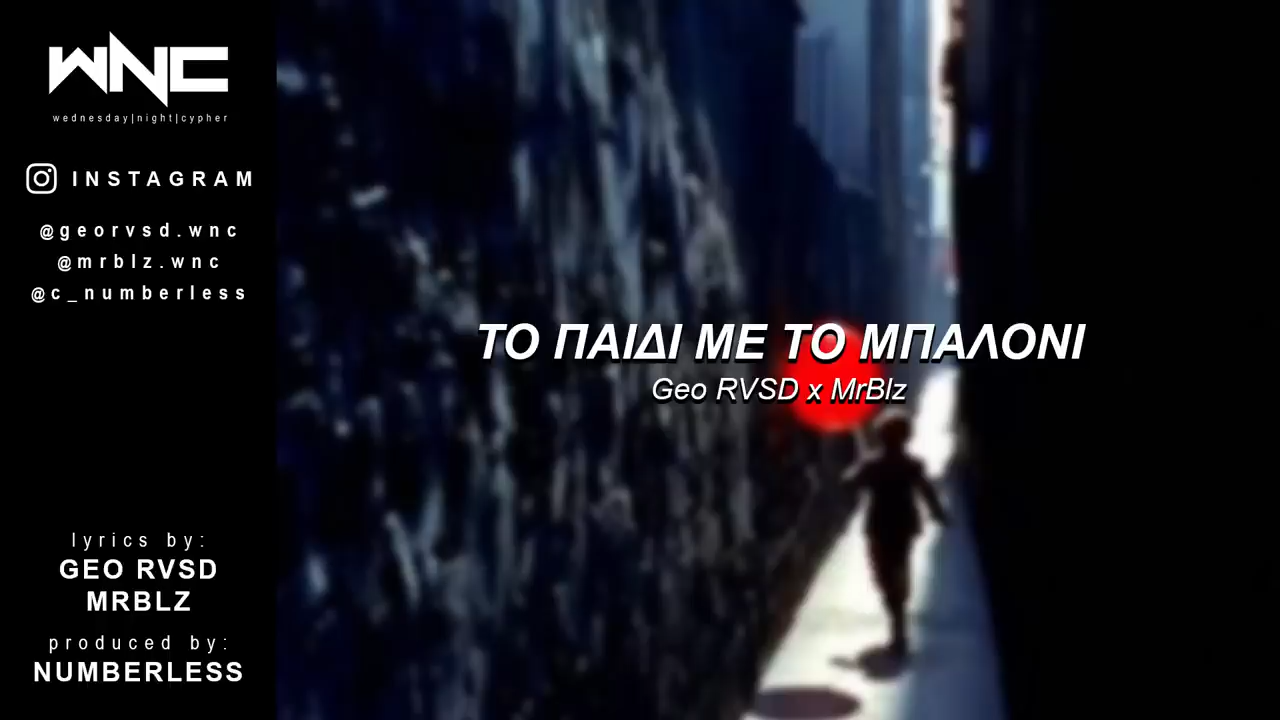 WNC
wednesday|night|cypher
INSTAGRAM
@georvsd.wnc
@mrblz.wnc
@c_numberless
ΤΟ ΠΑΙΔΙ ΜΕ ΤΟ ΜΠΑΛΟΝΙ
Geo RVSD x MrBlz
lyrics by:
GEO RVSD
MRBLZ
produced by:
NUMBERLESS